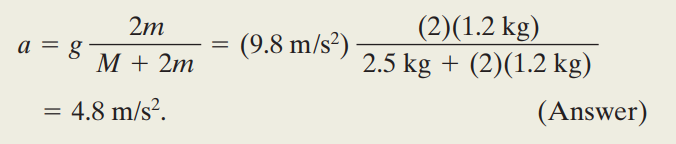 a = g 2m / (M + 2m) = (9.8 m/s²) (2)(1.2 kg) / (2.5 kg + (2)(1.2 kg))
= 4.8 m/s². (Answer)